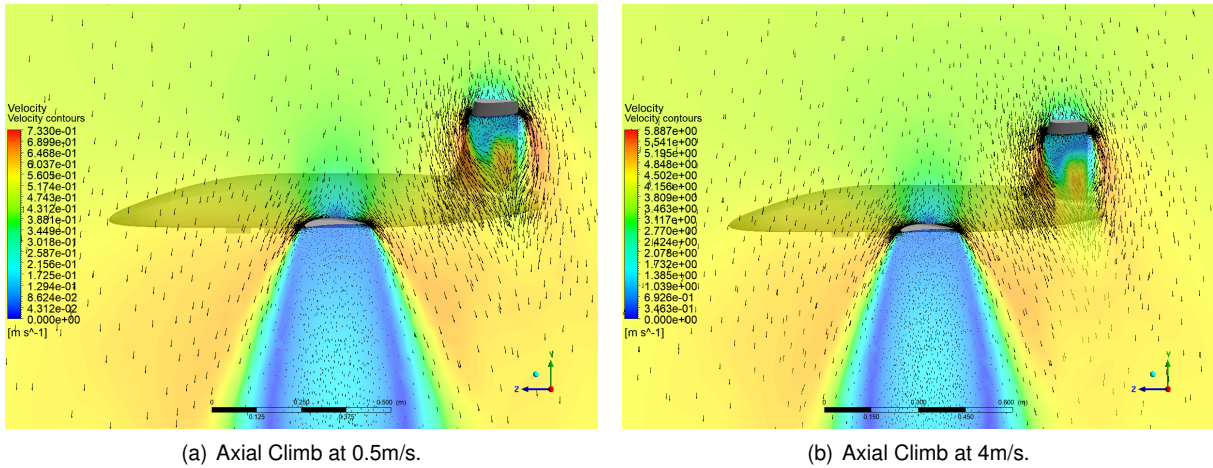 Velocity
Velocity contours
7.330e-01
6.899e-01
6.468e-01
6.037e-01
5.605e-01
5.174e-01
4.743e-01
4.312e-01
3.881e-01
3.449e-01
3.018e-01
2.587e-01
2.156e-01
1.725e-01
1.294e-01
8.624e-02
4.312e-02
0.000e+00
[m s^-1]
Y
Z
0
0.250
0.500
(m)
0.125
0.375
(a) Axial Climb at 0.5m/s.
Velocity
Velocity contours
5.887e+00
5.541e+00
5.195e+00
4.848e+00
4.502e+00
4.156e+00
3.809e+00
3.463e+00
3.117e+00
2.770e+00
2.424e+00
2.078e+00
1.732e+00
1.385e+00
1.039e+00
6.926e-01
3.463e-01
0.000e+00
[m s^-1]
Y
Z
0
0.300
0.600
(m)
0.150
0.450
(b) Axial Climb at 4m/s.